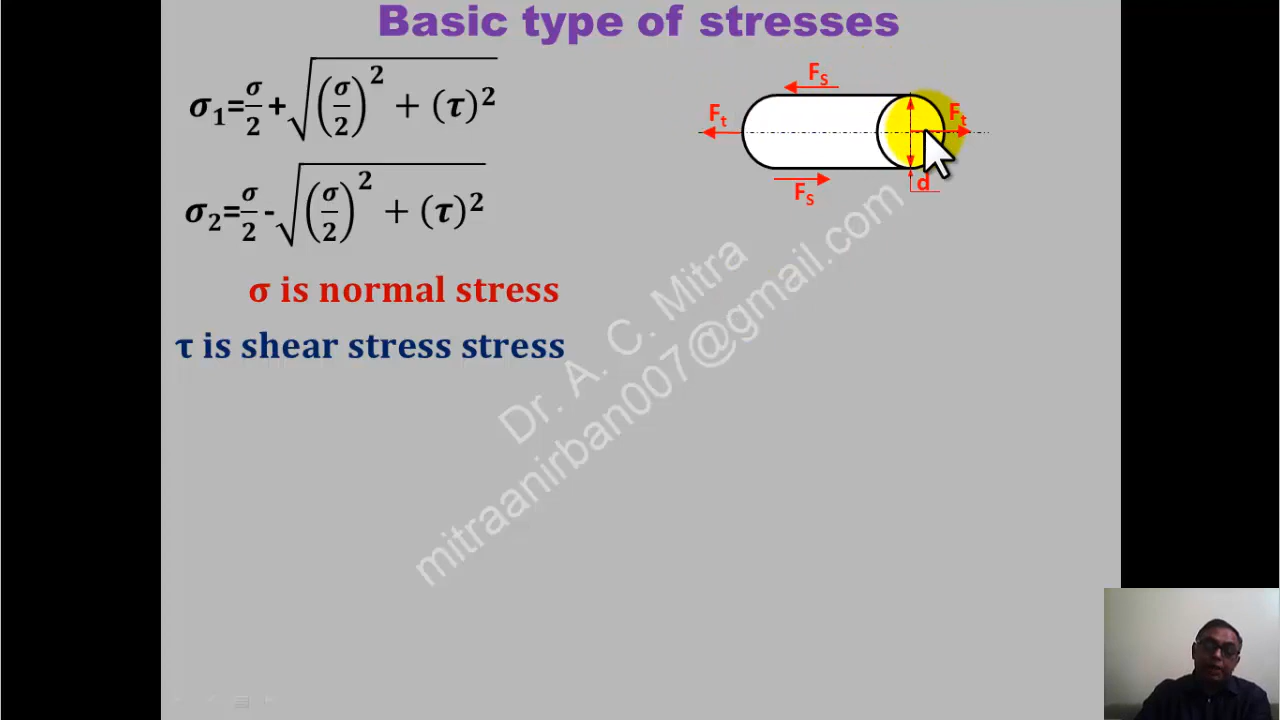 Basic type of stresses
σ₁=σ/2+√((σ/2)²+(τ)²)
σ₂=σ/2-√((σ/2)²+(τ)²)
σ is normal stress
τ is shear stress stress
Fₛ
Fₜ
Fₜ
Fₛ
d
Dr. A. C. Mitra
mitraanirban007@gmail.com